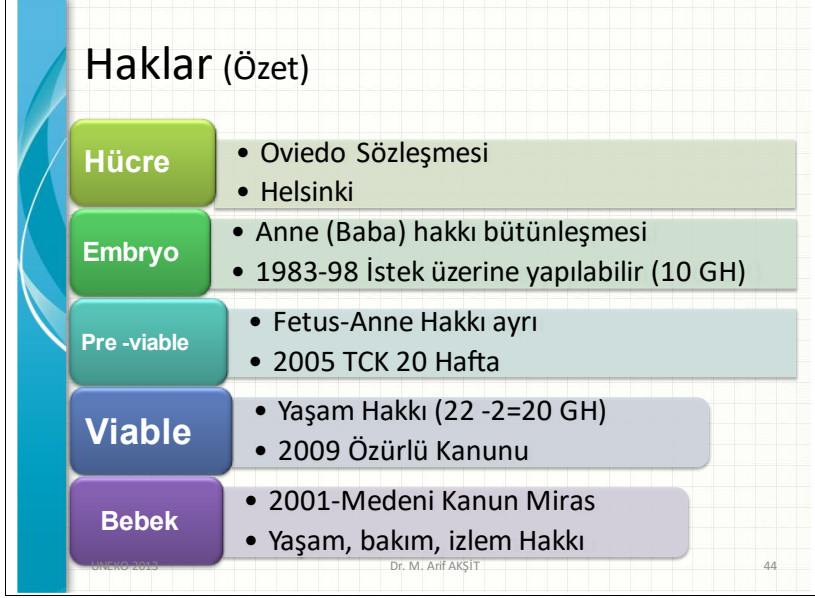 Haklar (Özet)
Hücre
• Oviedo Sözleşmesi
• Helsinki
Embryo
• Anne (Baba) hakkı bütünleşmesi
• 1983-98 İstek üzerine yapılabilir (10 GH)
Pre -viable
• Fetus-Anne Hakkı ayrı
• 2005 TCK 20 Hafta
Viable
• Yaşam Hakkı (22 -2=20 GH)
• 2009 Özürlü Kanunu
Bebek
• 2001-Medeni Kanun Miras
• Yaşam, bakım, izlem Hakkı
UNEKO 2013
Dr. M. Arif AKŞİT
44